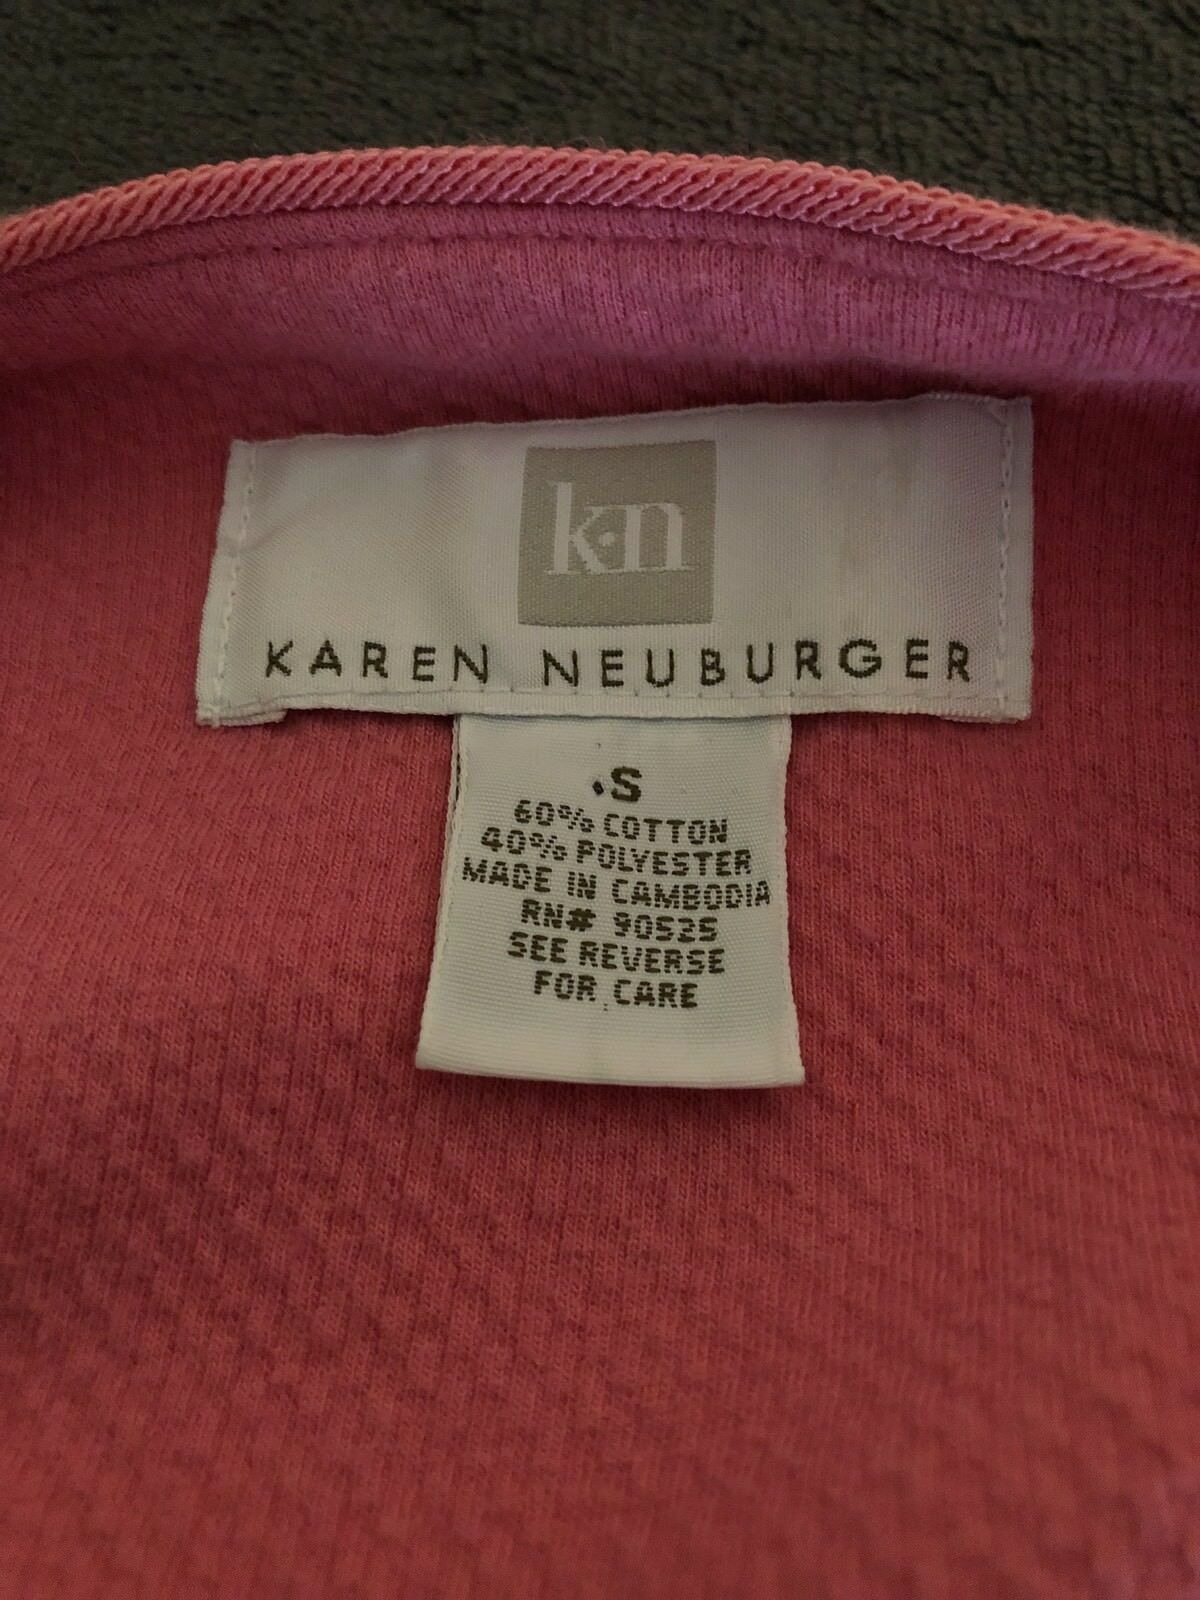 k·n
KAREN NEUBURGER
.S
60% COTTON
40% POLYESTER
MADE IN CAMBODIA
RN# 90525
SEE REVERSE
FOR CARE